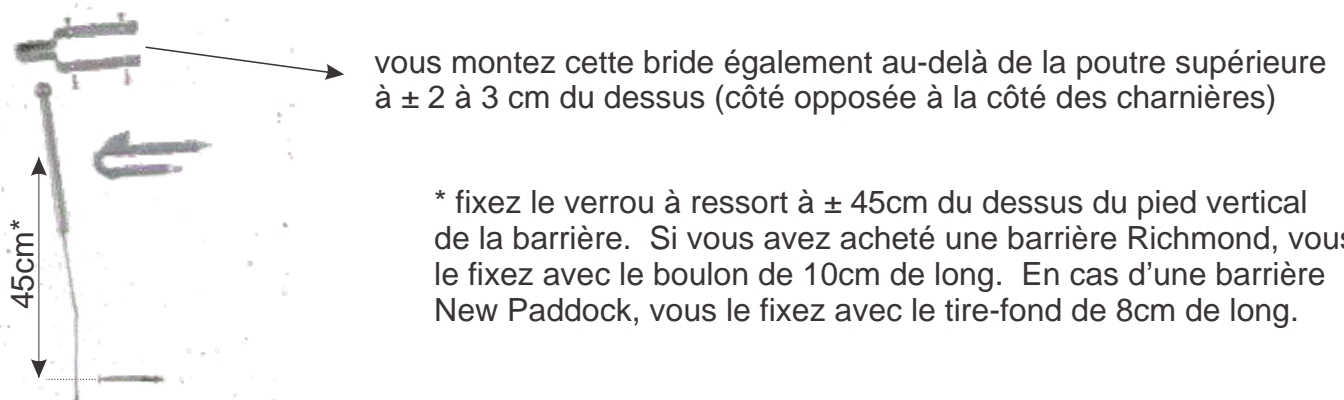 vous montez cette bride également au-delà de la poutre supérieure
à ± 2 à 3 cm du dessus (côté opposée à la côté des charnières)
* fixez le verrou à ressort à ± 45cm du dessus du pied vertical
de la barrière.  Si vous avez acheté une barrière Richmond, vous
le fixez avec le boulon de 10cm de long.  En cas d’une barrière
New Paddock, vous le fixez avec le tire-fond de 8cm de long.
45cm*